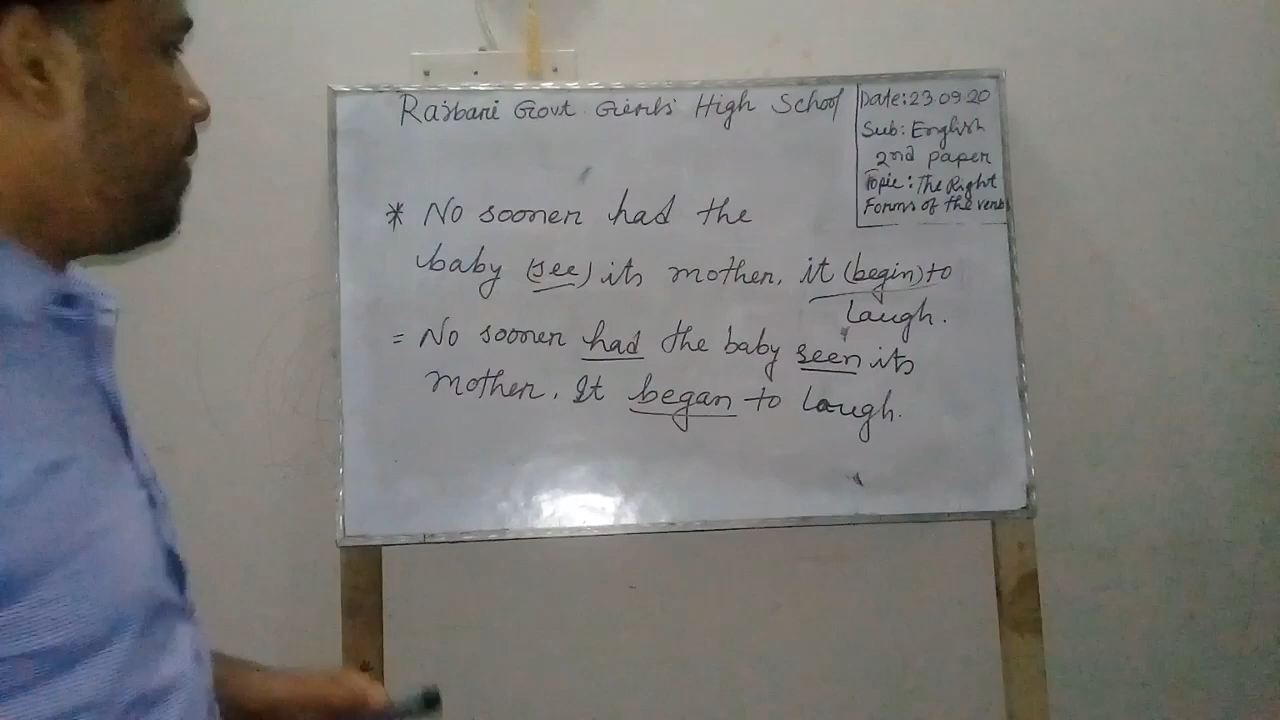 Rajbari Govt. Girls' High School
Date: 23.09.20
Sub: English
2nd paper
Topic: The Right
Forms of the verbs
* No sooner had the
baby (see) its mother, it (begin) to
laugh.
= No sooner had the baby seen its
mother. It began to laugh.